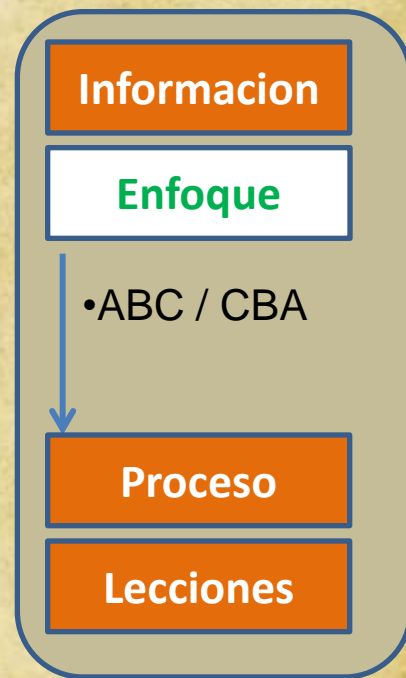 Informacion
Enfoque
•ABC / CBA
Proceso
Lecciones